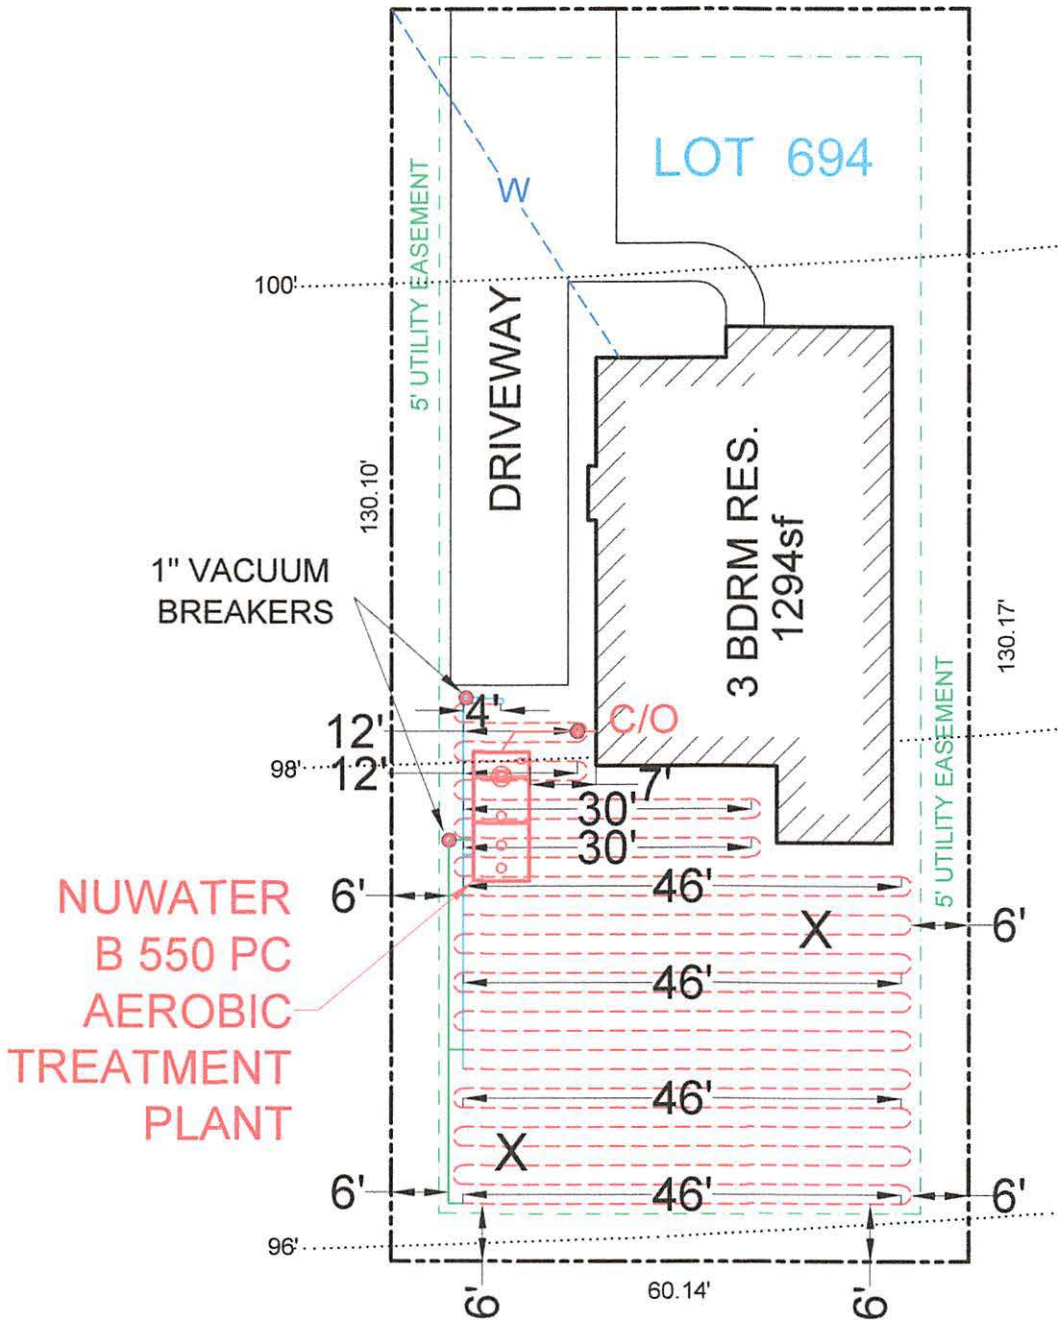 LOT 694
W
5' UTILITY EASEMENT
100'
DRIVEWAY
130.10'
3 BDRM RES.
1294sf
1" VACUUM
BREAKERS
130.17'
4'
C/O
12'
98'
12'
7'
30'
30'
5' UTILITY EASEMENT
NUWATER
B 550 PC
AEROBIC
TREATMENT
PLANT
6'
46'
X
6'
46'
46'
X
6'
46'
6'
96'
6'
60.14'
6'